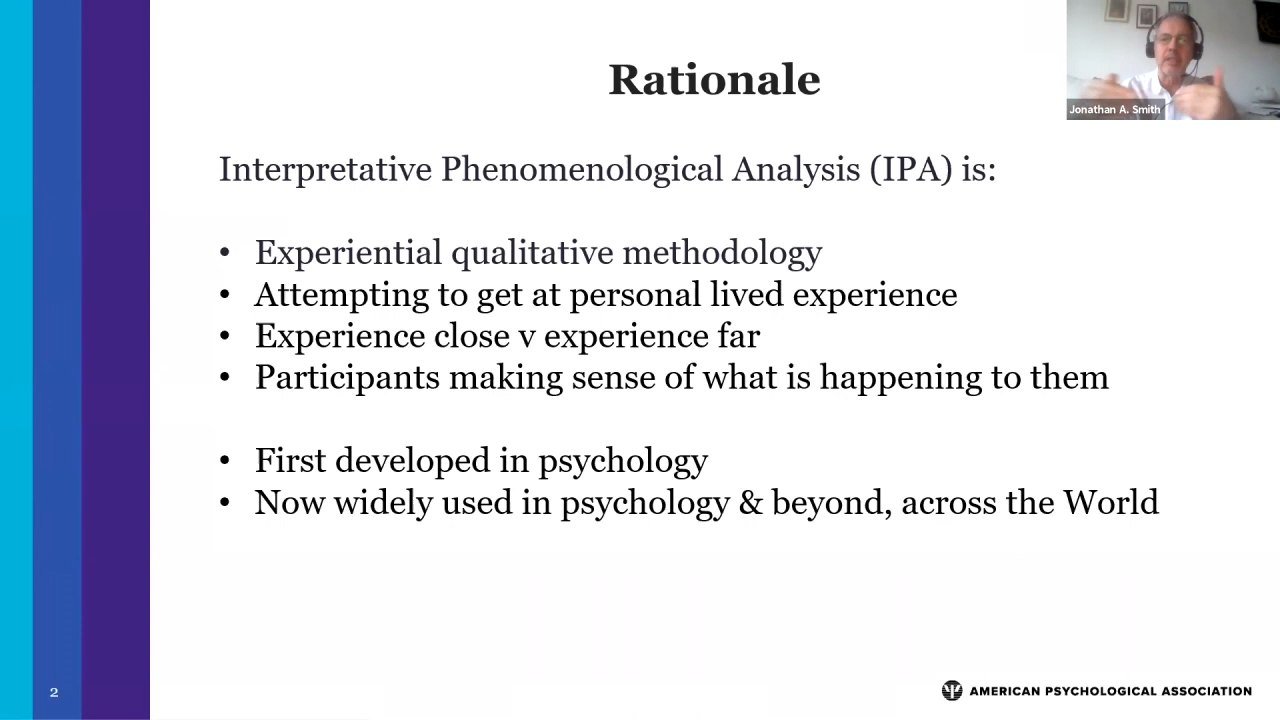 Rationale
Jonathan A. Smith
Interpretative Phenomenological Analysis (IPA) is:
• Experiential qualitative methodology
• Attempting to get at personal lived experience
• Experience close v experience far
• Participants making sense of what is happening to them
• First developed in psychology
• Now widely used in psychology & beyond, across the World
2
AMERICAN PSYCHOLOGICAL ASSOCIATION